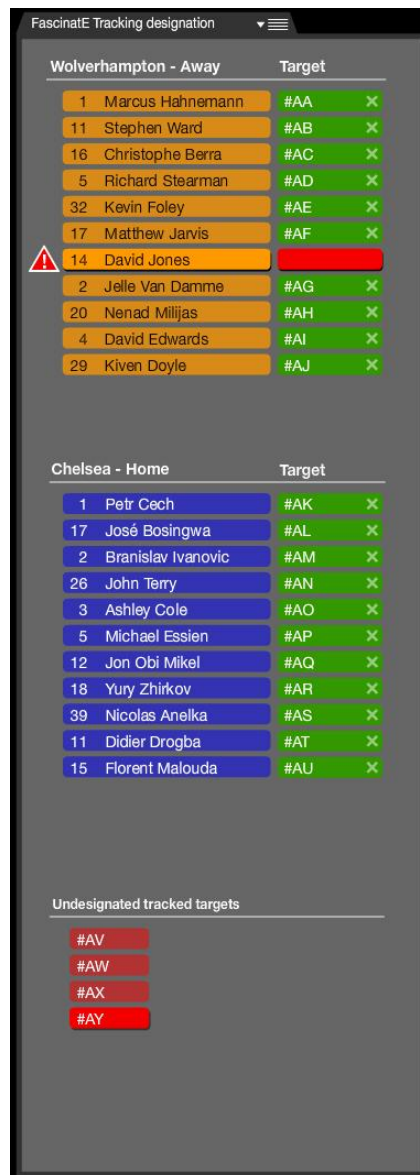 FascinatE Tracking designation
Wolverhampton - Away Target
1 Marcus Hahnemann #AA
11 Stephen Ward #AB
16 Christophe Berra #AC
5 Richard Stearman #AD
32 Kevin Foley #AE
17 Matthew Jarvis #AF
14 David Jones
2 Jelle Van Damme #AG
20 Nenad Milijas #AH
4 David Edwards #AI
29 Kiven Doyle #AJ
Chelsea - Home Target
1 Petr Cech #AK
17 José Bosingwa #AL
2 Branislav Ivanovic #AM
26 John Terry #AN
3 Ashley Cole #AO
5 Michael Essien #AP
12 Jon Obi Mikel #AQ
18 Yury Zhirkov #AR
39 Nicolas Anelka #AS
11 Didier Drogba #AT
15 Florent Malouda #AU
Undesignated tracked targets
#AV
#AW
#AX
#AY